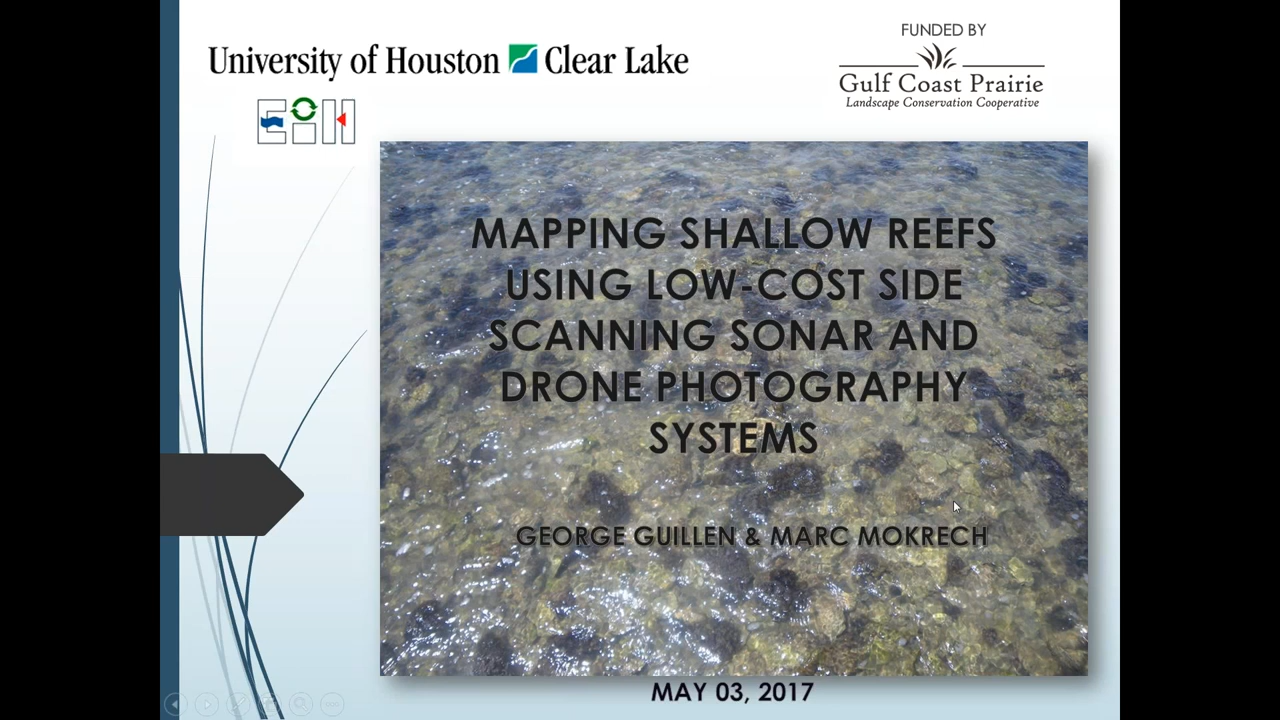 University of Houston Clear Lake
EIH
FUNDED BY
Gulf Coast Prairie
Landscape Conservation Cooperative
MAPPING SHALLOW REEFS
USING LOW-COST SIDE
SCANNING SONAR AND
DRONE PHOTOGRAPHY
SYSTEMS
GEORGE GUILLEN & MARC MOKRECH
MAY 03, 2017